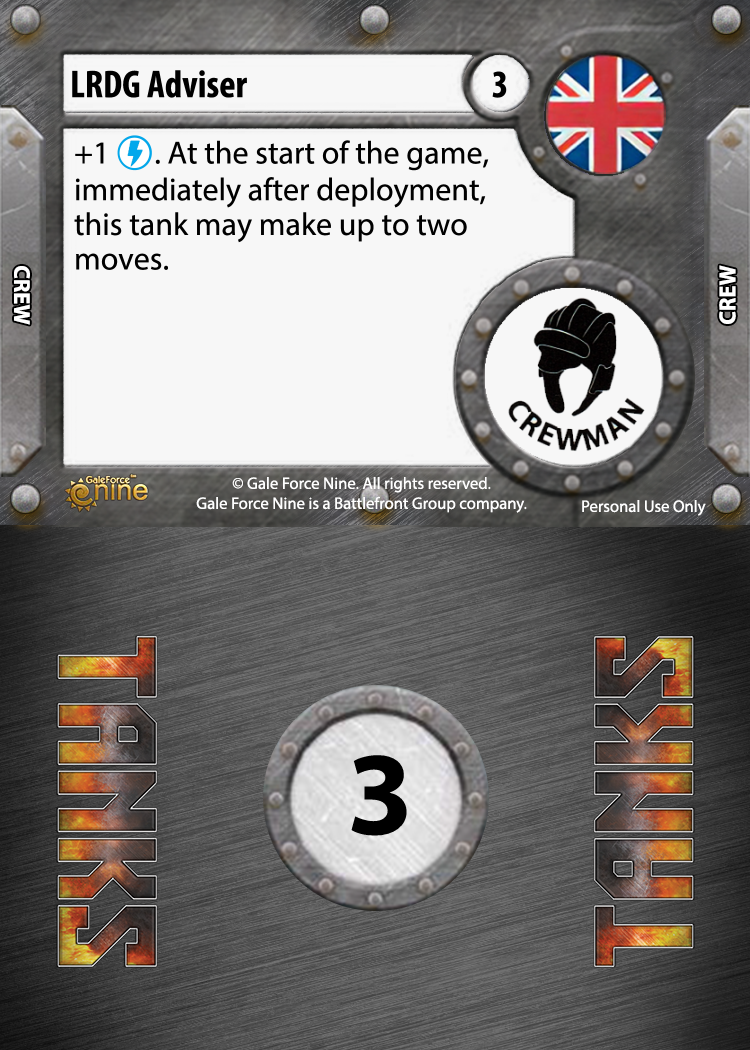 LRDG Adviser
3
+1 . At the start of the game,
immediately after deployment,
this tank may make up to two
moves.
CREW
CREW
CREWMAN
GaleForce™
nine
© Gale Force Nine. All rights reserved.
Gale Force Nine is a Battlefront Group company.
Personal Use Only
TANKS
3
TANKS